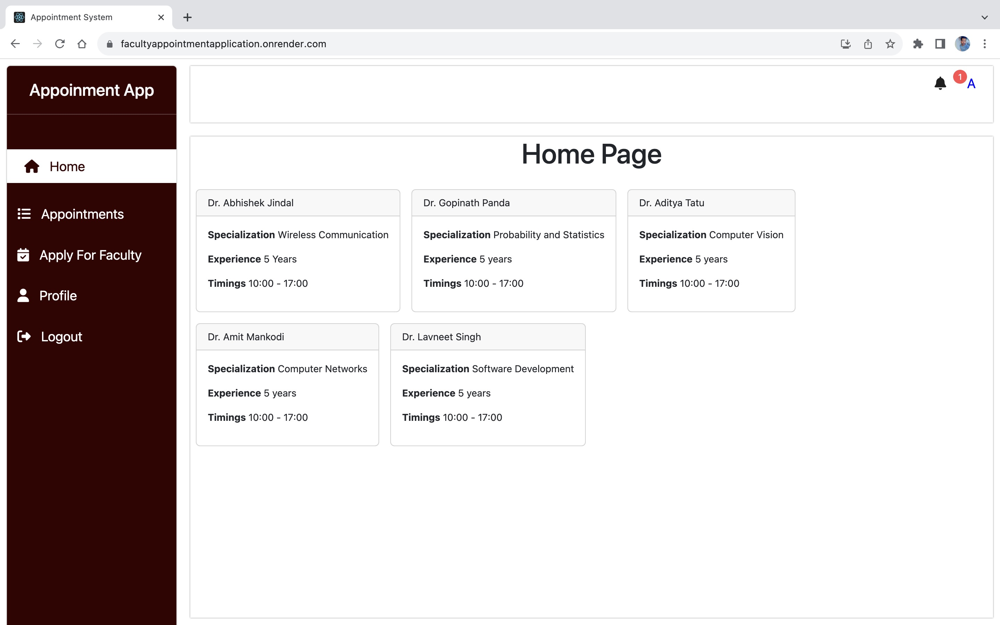 Appointment System
facultyappointmentapplication.onrender.com
Appoinment App
Home
Appointments
Apply For Faculty
Profile
Logout
1
A
Home Page
Dr. Abhishek Jindal
Specialization Wireless Communication
Experience 5 Years
Timings 10:00 - 17:00
Dr. Gopinath Panda
Specialization Probability and Statistics
Experience 5 years
Timings 10:00 - 17:00
Dr. Aditya Tatu
Specialization Computer Vision
Experience 5 years
Timings 10:00 - 17:00
Dr. Amit Mankodi
Specialization Computer Networks
Experience 5 years
Timings 10:00 - 17:00
Dr. Lavneet Singh
Specialization Software Development
Experience 5 years
Timings 10:00 - 17:00